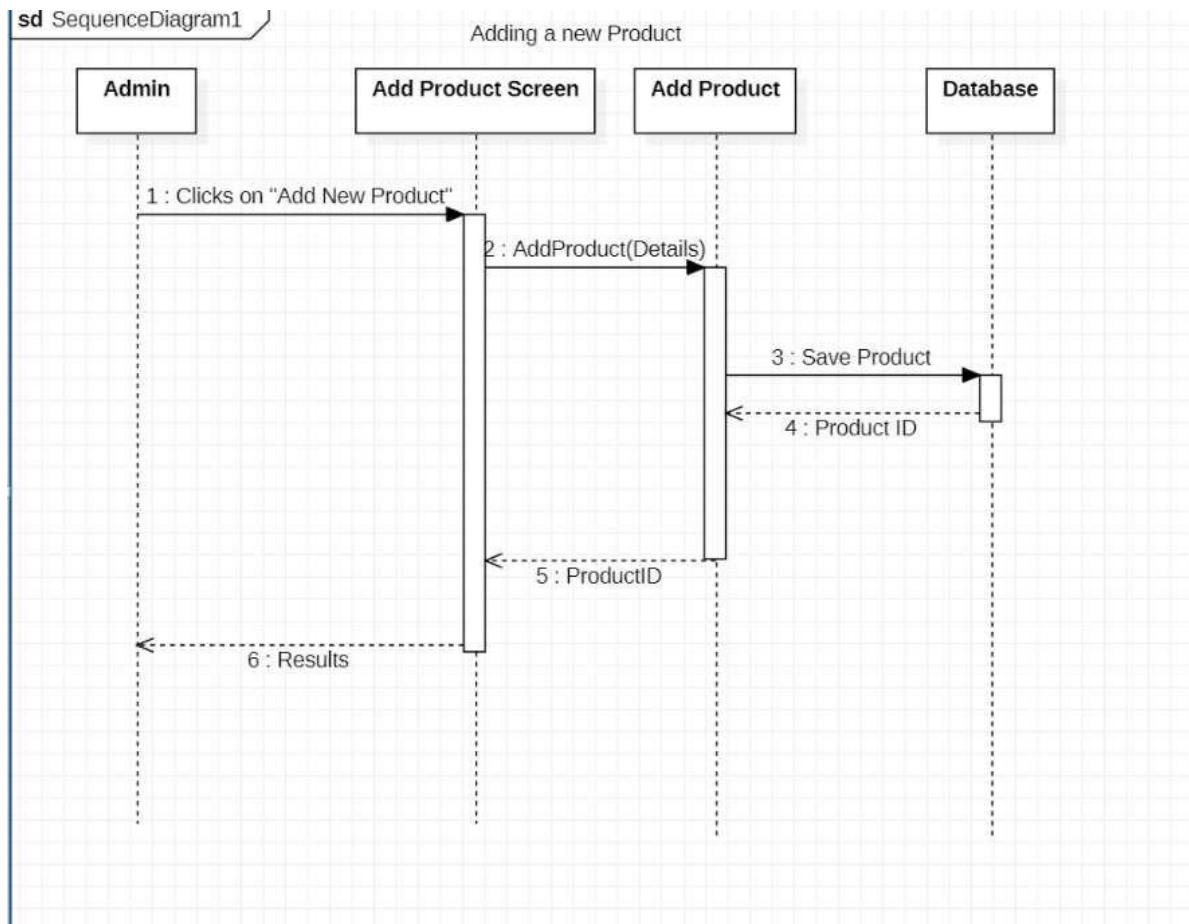 sd SequenceDiagram1
Adding a new Product
Admin
Add Product Screen
Add Product
Database
1 : Clicks on "Add New Product"
2 : AddProduct(Details)
3 : Save Product
4 : Product ID
5 : ProductID
6 : Results